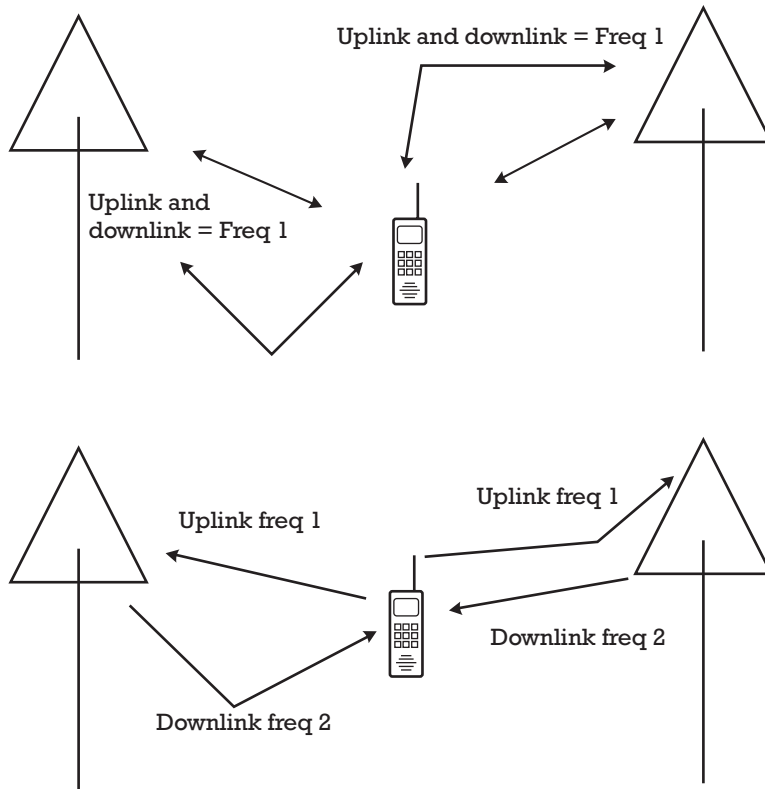 Uplink and downlink = Freq 1
Uplink and
downlink = Freq 1
Uplink freq 1
Uplink freq 1
Downlink freq 2
Downlink freq 2